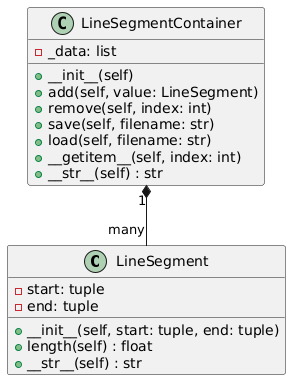 C LineSegmentContainer
_data: list
__init__(self)
add(self, value: LineSegment)
remove(self, index: int)
save(self, filename: str)
load(self, filename: str)
__getitem__(self, index: int)
__str__(self) : str
1
many
C LineSegment
start: tuple
end: tuple
__init__(self, start: tuple, end: tuple)
length(self) : float
__str__(self) : str